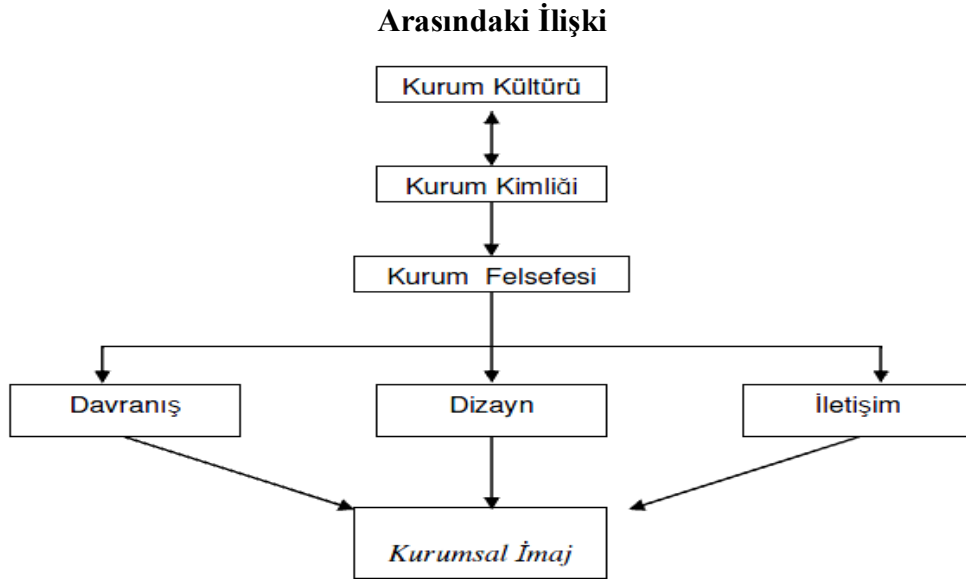 Arasındaki İlişki
Kurum Kültürü
Kurum Kimliği
Kurum Felsefesi
Davranış
Dizayn
İletişim
Kurumsal İmaj